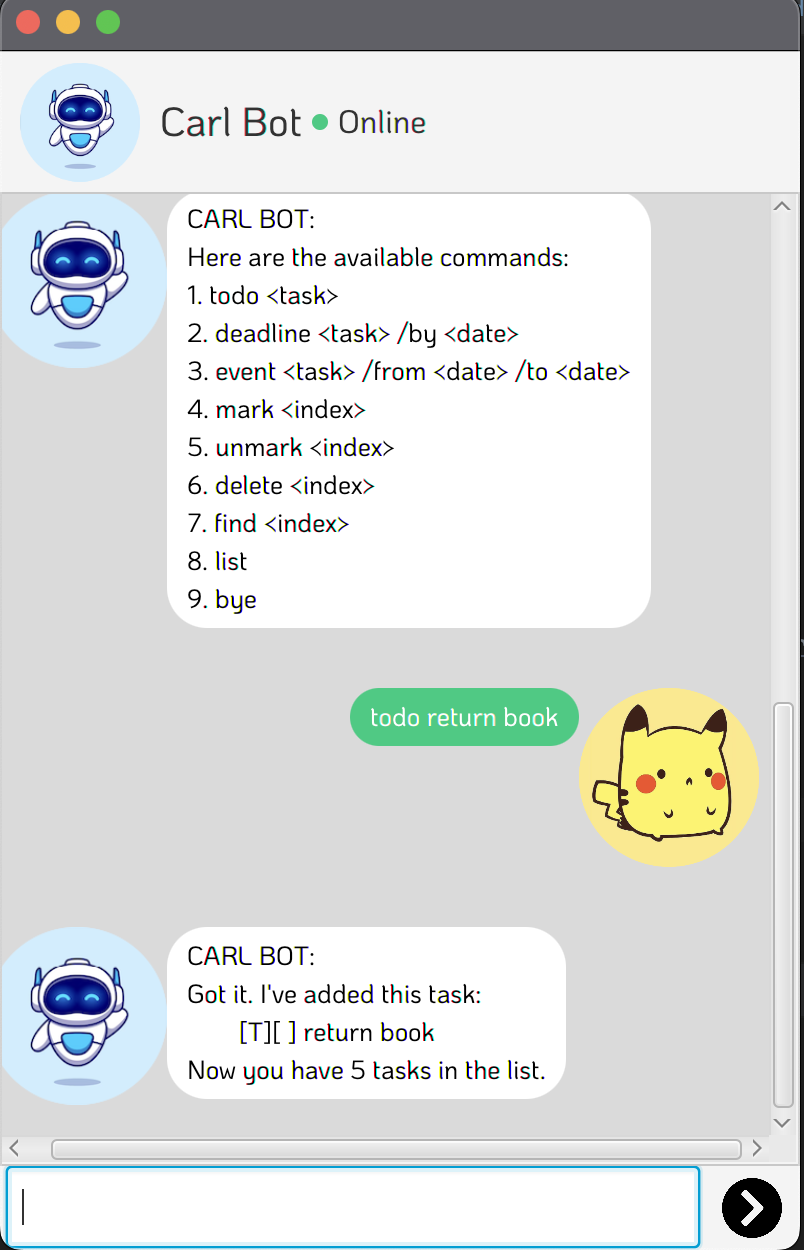 Carl Bot Online
CARL BOT:
Here are the available commands:
1. todo <task>
2. deadline <task> /by <date>
3. event <task> /from <date> /to <date>
4. mark <index>
5. unmark <index>
6. delete <index>
7. find <index>
8. list
9. bye
todo return book
CARL BOT:
Got it. I've added this task:
[T][ ] return book
Now you have 5 tasks in the list.